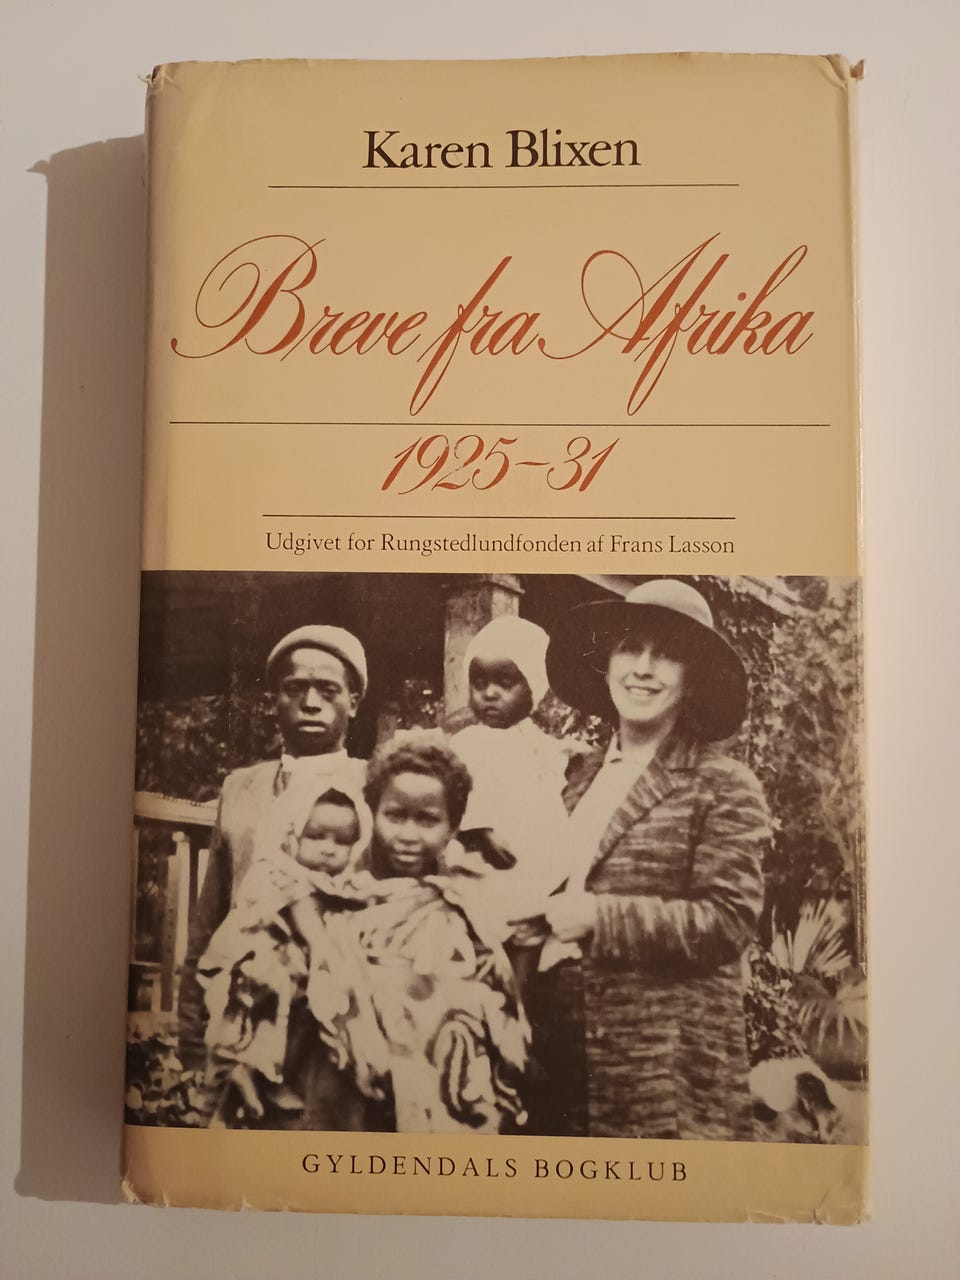 Karen Blixen
Breve fra Afrika
1925-31
Udgivet for Rungstedlundfonden af Frans Lasson
GYLDENDALS BOGKLUB